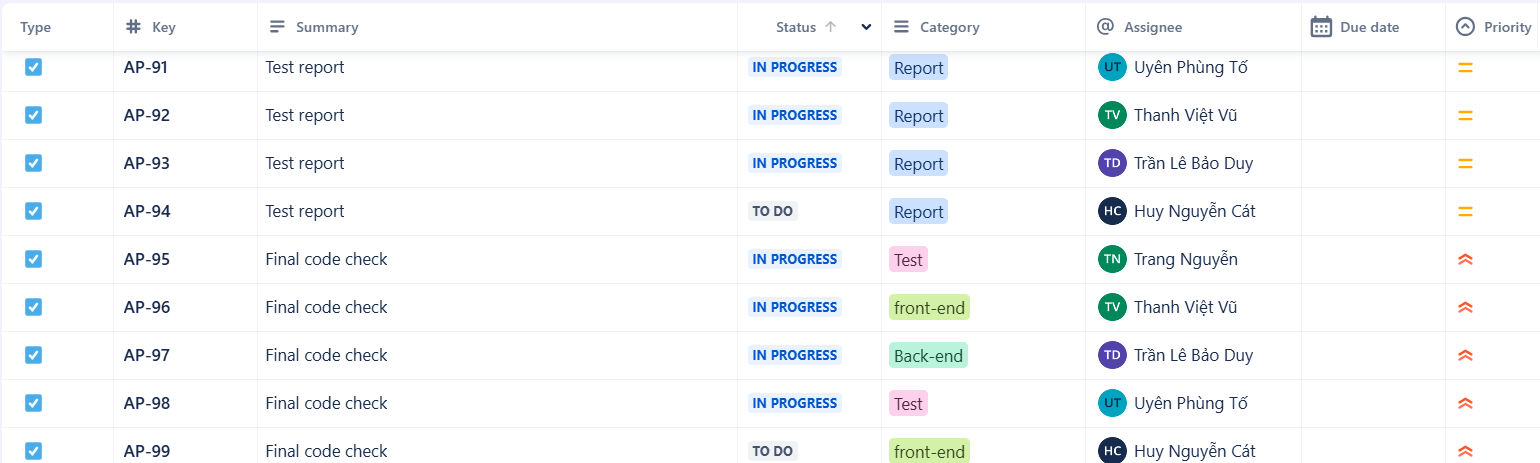 Type Key Summary Status Category Assignee Due date Priority
AP-91 Test report IN PROGRESS Report UT Uyên Phùng Tố
AP-92 Test report IN PROGRESS Report TV Thanh Việt Vũ
AP-93 Test report IN PROGRESS Report TD Trần Lê Bảo Duy
AP-94 Test report TO DO Report HC Huy Nguyễn Cát
AP-95 Final code check IN PROGRESS Test TN Trang Nguyễn
AP-96 Final code check IN PROGRESS front-end TV Thanh Việt Vũ
AP-97 Final code check IN PROGRESS Back-end TD Trần Lê Bảo Duy
AP-98 Final code check IN PROGRESS Test UT Uyên Phùng Tố
AP-99 Final code check TO DO front-end HC Huy Nguyễn Cát